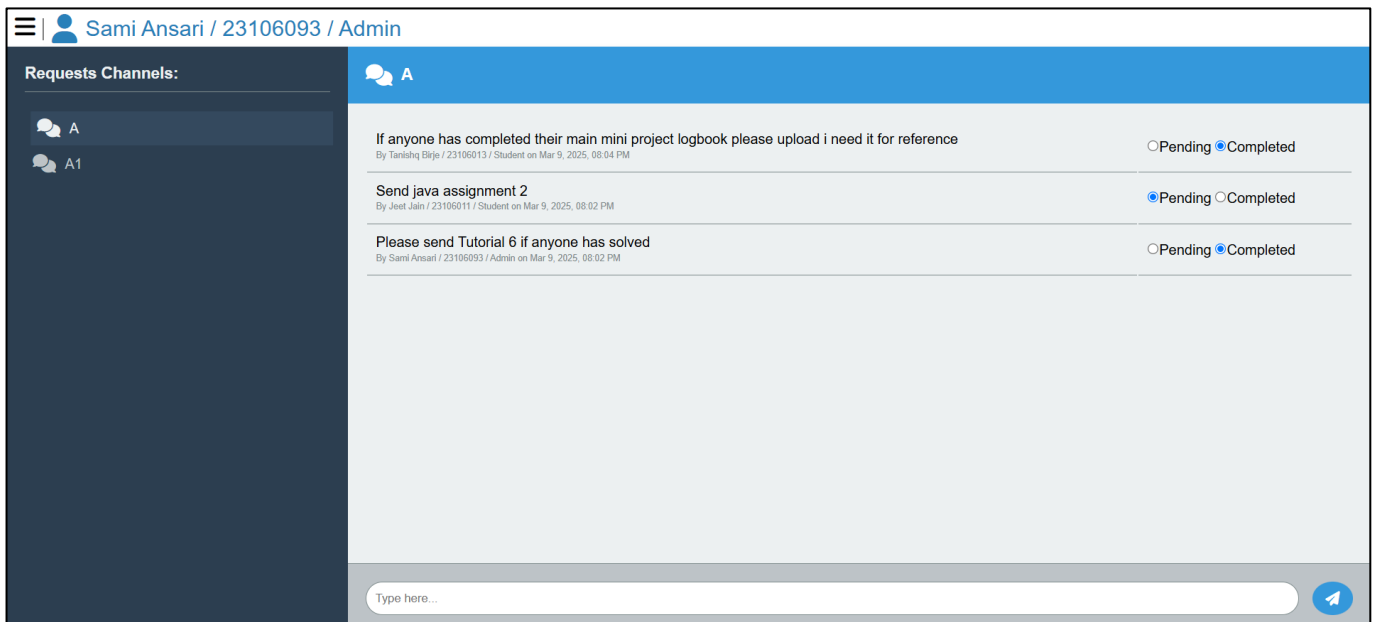 Sami Ansari / 23106093 / Admin
Requests Channels:
A
A1
A
If anyone has completed their main mini project logbook please upload i need it for reference
By Tanishq Birje / 23106013 / Student on Mar 9, 2025, 08:04 PM
Pending Completed
Send java assignment 2
By Jeet Jain / 23106011 / Student on Mar 9, 2025, 08:02 PM
Pending Completed
Please send Tutorial 6 if anyone has solved
By Sami Ansari / 23106093 / Admin on Mar 9, 2025, 08:02 PM
Pending Completed
Type here...